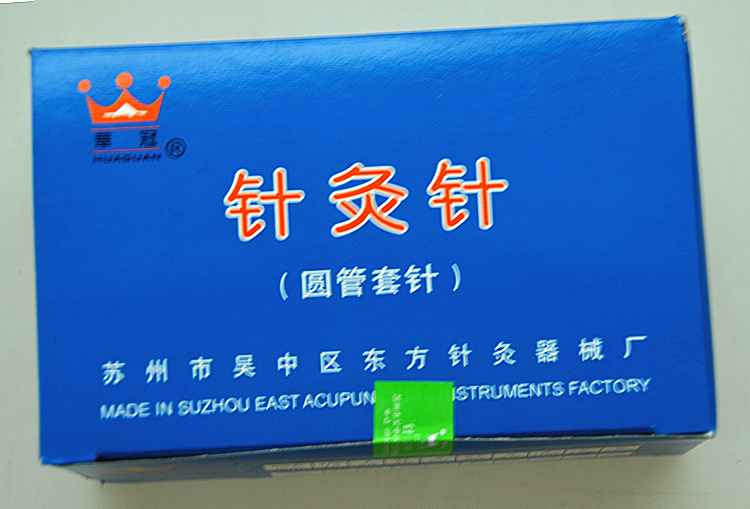 華冠
HUAGUAN®
针灸针
（圆管套针）
苏州市吴中区东方针灸器械厂
MADE IN SUZHOU EAST ACUPUN STRUMENTS FACTORY